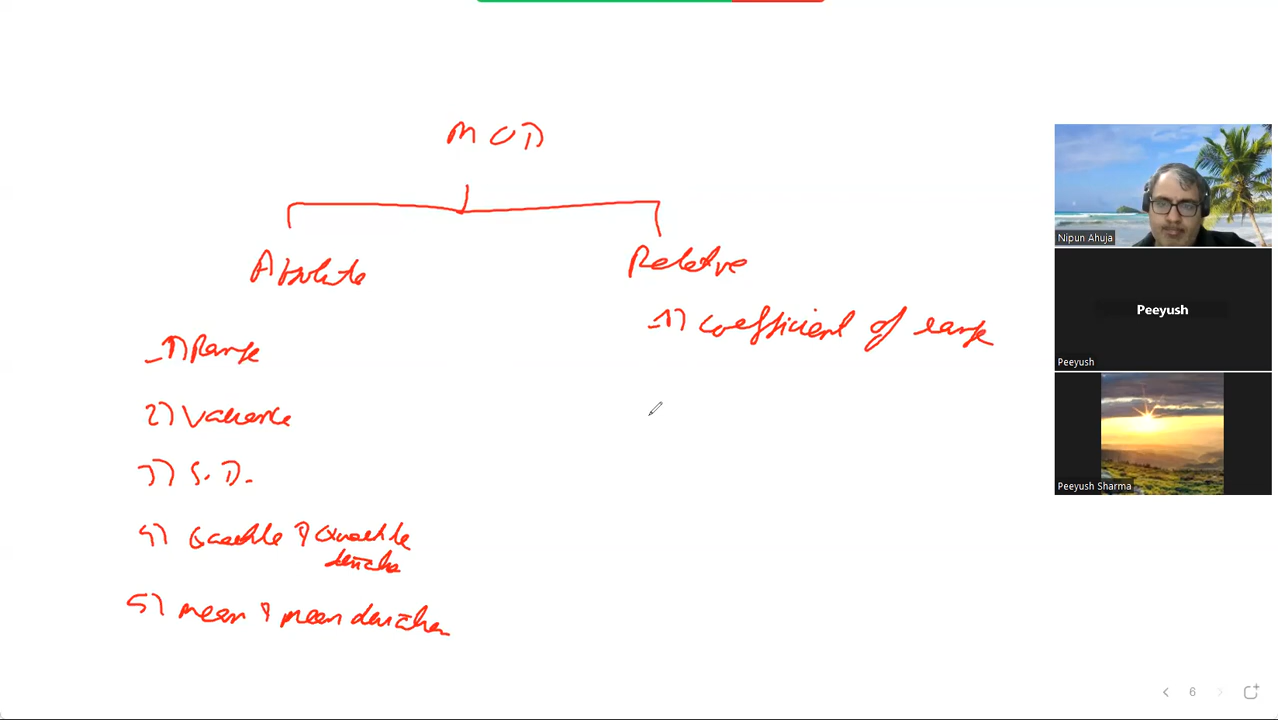 MOD
Absolute
Relative
1) Range
1) coefficient of range
2) Variance
3) S.D.
4) Quartile & Quartile
deviation
5) mean & mean deviation
Nipun Ahuja
Peeyush
Peeyush
Peeyush Sharma
6